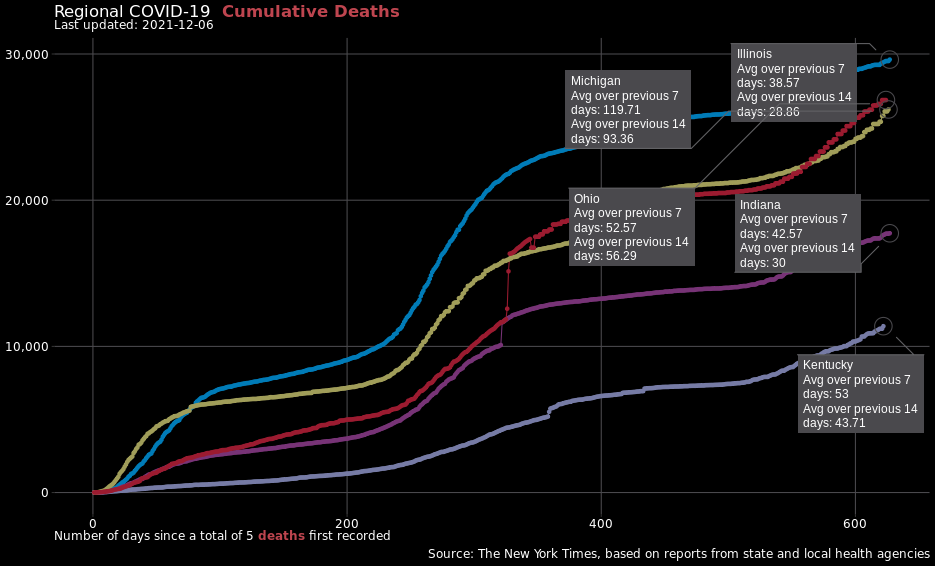 Regional COVID-19 Cumulative Deaths
Last updated: 2021-12-06
30,000
20,000
10,000
0
0
200
400
600
Illinois
Avg over previous 7
days: 38.57
Avg over previous 14
days: 28.86
Michigan
Avg over previous 7
days: 119.71
Avg over previous 14
days: 93.36
Ohio
Avg over previous 7
days: 52.57
Avg over previous 14
days: 56.29
Indiana
Avg over previous 7
days: 42.57
Avg over previous 14
days: 30
Kentucky
Avg over previous 7
days: 53
Avg over previous 14
days: 43.71
Number of days since a total of 5 deaths first recorded
Source: The New York Times, based on reports from state and local health agencies